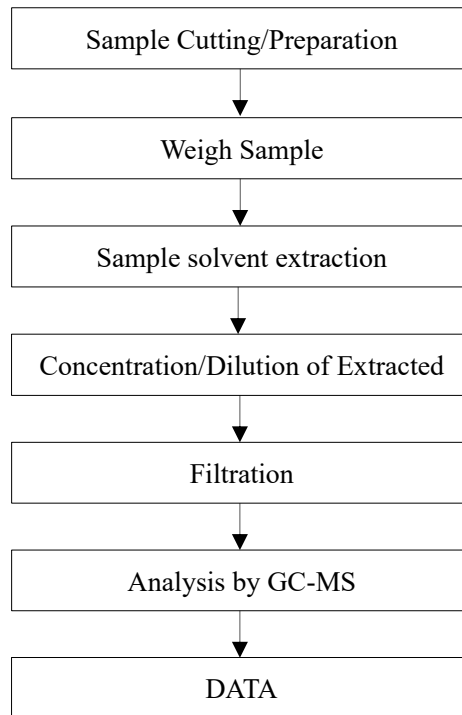 Sample Cutting/Preparation
Weigh Sample
Sample solvent extraction
Concentration/Dilution of Extracted
Filtration
Analysis by GC-MS
DATA